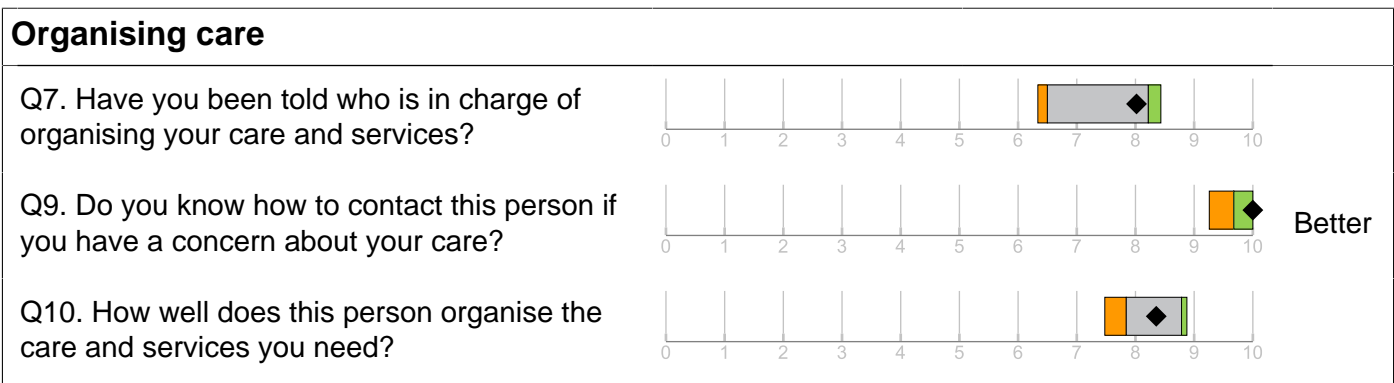 Organising care
Q7. Have you been told who is in charge of
organising your care and services?
0 1 2 3 4 5 6 7 8 9 10
Q9. Do you know how to contact this person if
you have a concern about your care?
0 1 2 3 4 5 6 7 8 9 10
Better
Q10. How well does this person organise the
care and services you need?
0 1 2 3 4 5 6 7 8 9 10